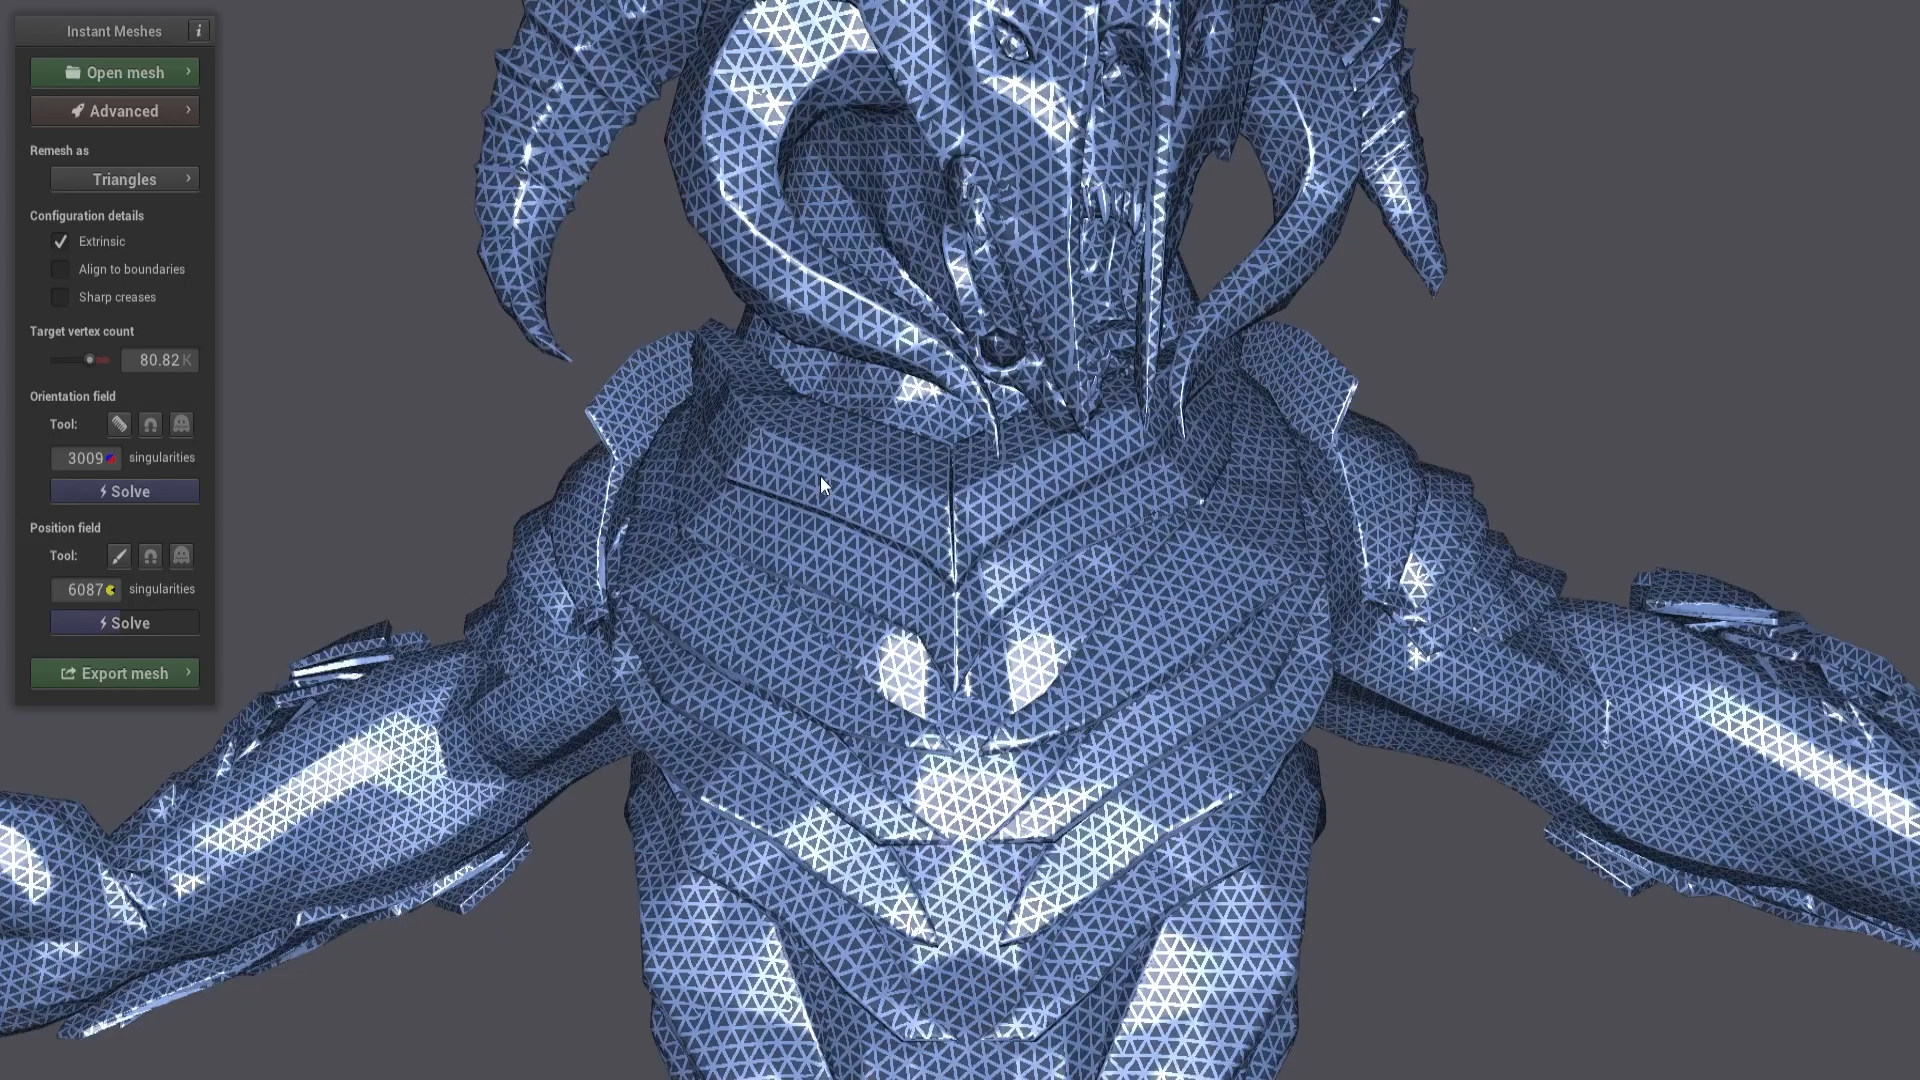 Instant Meshes
i
Open mesh
Advanced
Remesh as
Triangles
Configuration details
Extrinsic
Align to boundaries
Sharp creases
Target vertex count
80.82 K
Orientation field
Tool:
3009 singularities
Solve
Position field
Tool:
6087 singularities
Solve
Export mesh